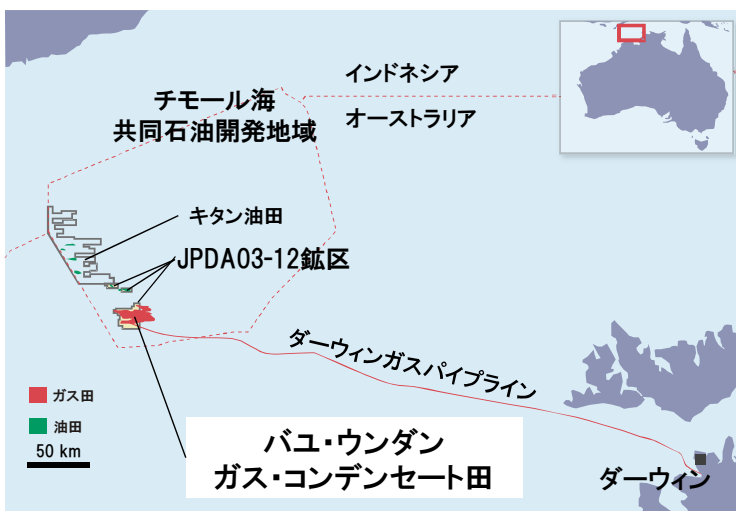 インドネシア
チモール海
共同石油開発地域
オーストラリア
キタン油田
JPDA03-12鉱区
ダーウィンガスパイプライン
ガス田
油田
50 km
バユ・ウンダン
ガス・コンデンセート田
ダーウィン